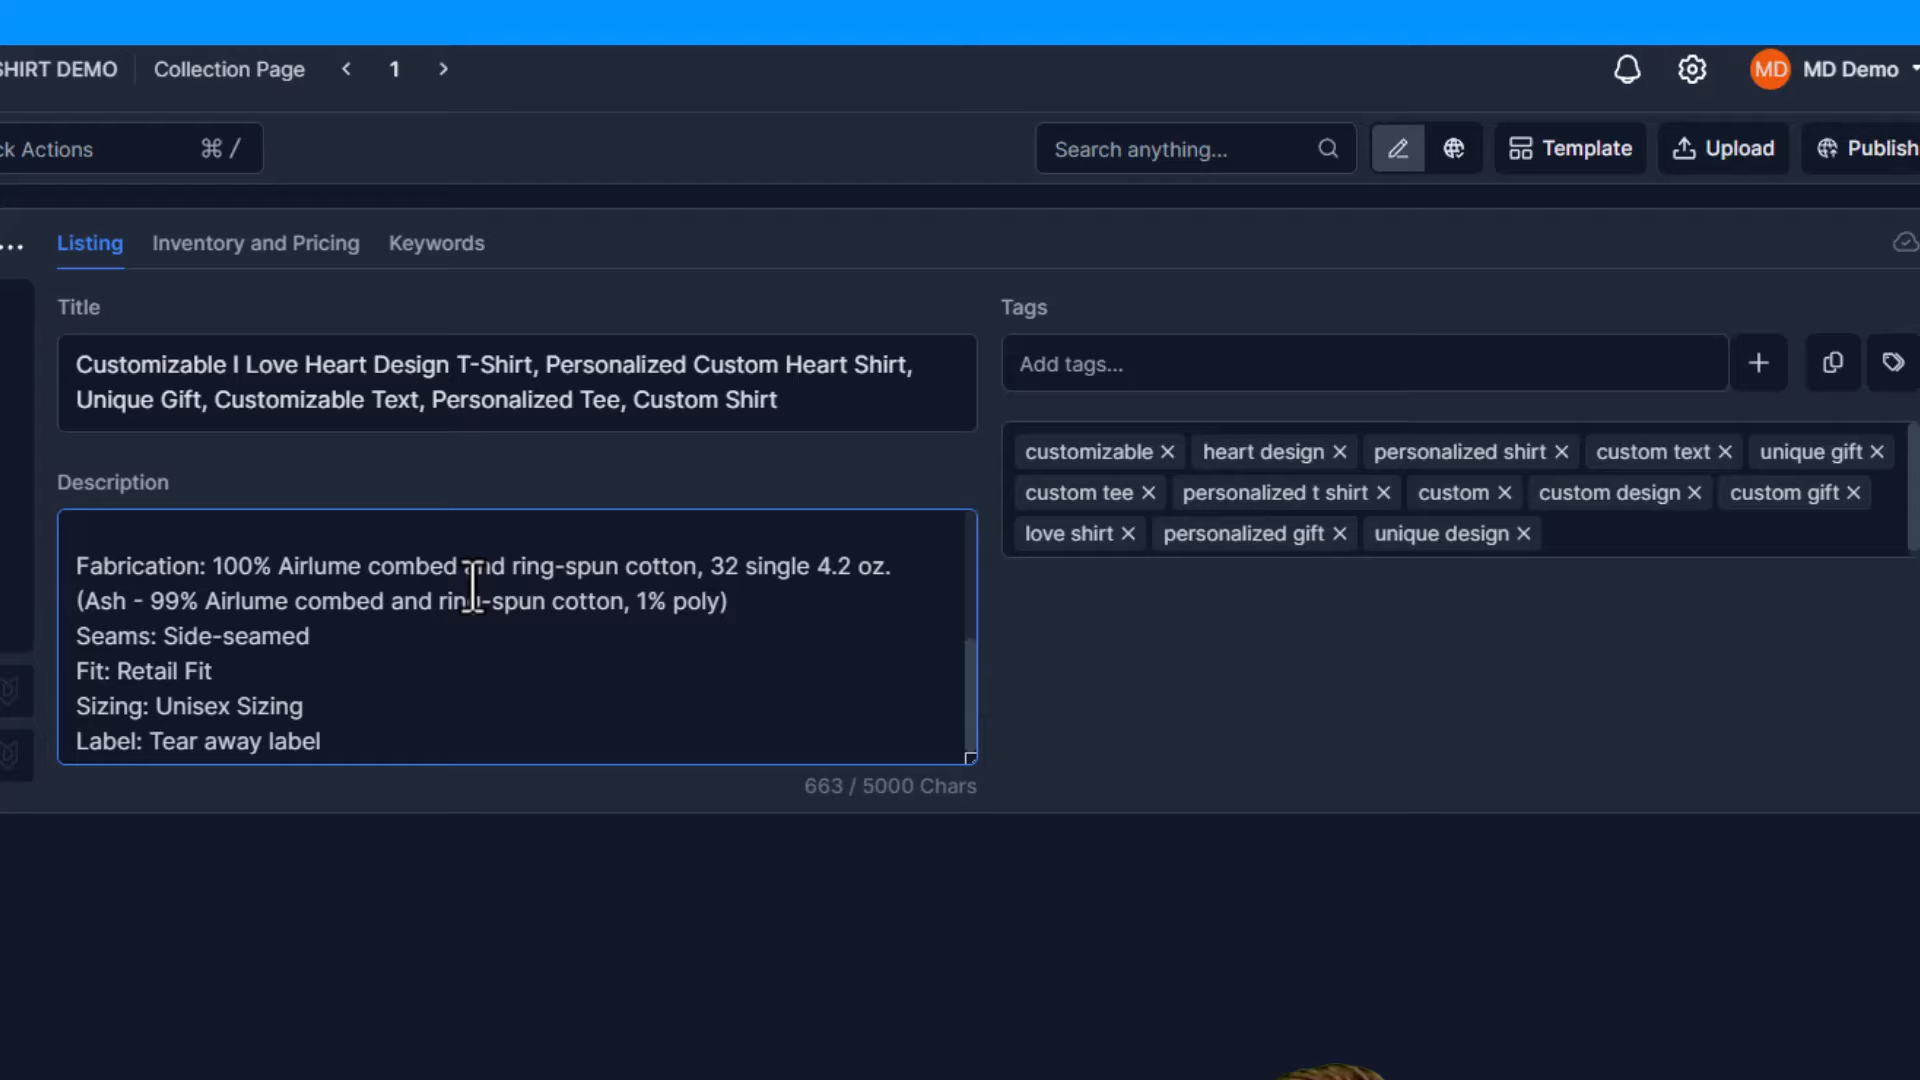 SHIRT DEMO Collection Page 1 MD MD Demo
ck Actions ⌘ / Search anything... Template Upload Publish
Listing Inventory and Pricing Keywords
Title
Customizable I Love Heart Design T-Shirt, Personalized Custom Heart Shirt,
Unique Gift, Customizable Text, Personalized Tee, Custom Shirt
Description
Fabrication: 100% Airlume combed and ring-spun cotton, 32 single 4.2 oz.
(Ash - 99% Airlume combed and ring-spun cotton, 1% poly)
Seams: Side-seamed
Fit: Retail Fit
Sizing: Unisex Sizing
Label: Tear away label
663 / 5000 Chars
Tags
Add tags...
customizable heart design personalized shirt custom text unique gift
custom tee personalized t shirt custom custom design custom gift
love shirt personalized gift unique design